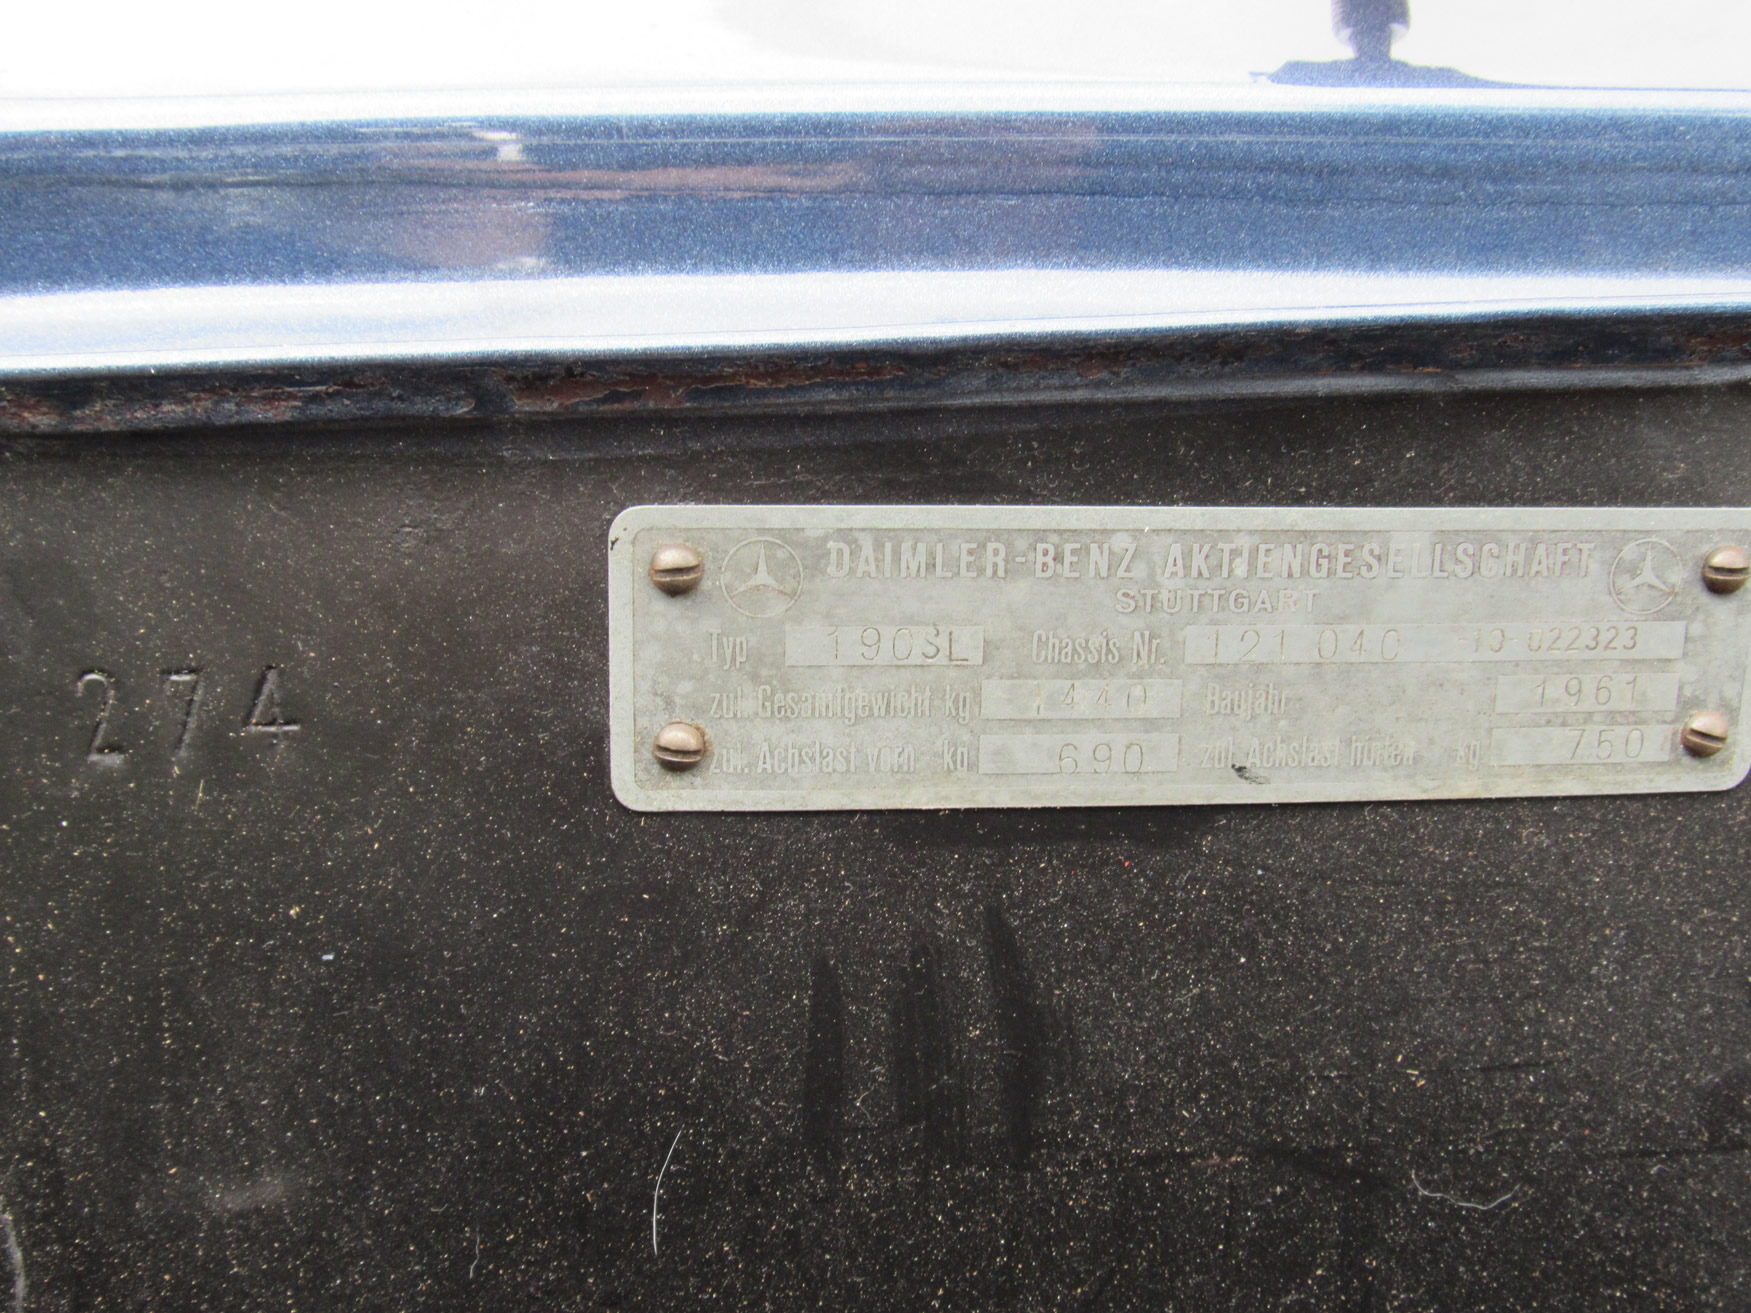 DAIMLER-BENZ AKTIENGESELLSCHAFT
STUTTGART
Typ 190SL Chassis Nr. 121 040 -10-022323
zul. Gesamtgewicht kg 1440 Baujahr 1961
zul. Achslast vorn kg 690 zul. Achslast hinten kg 750
274